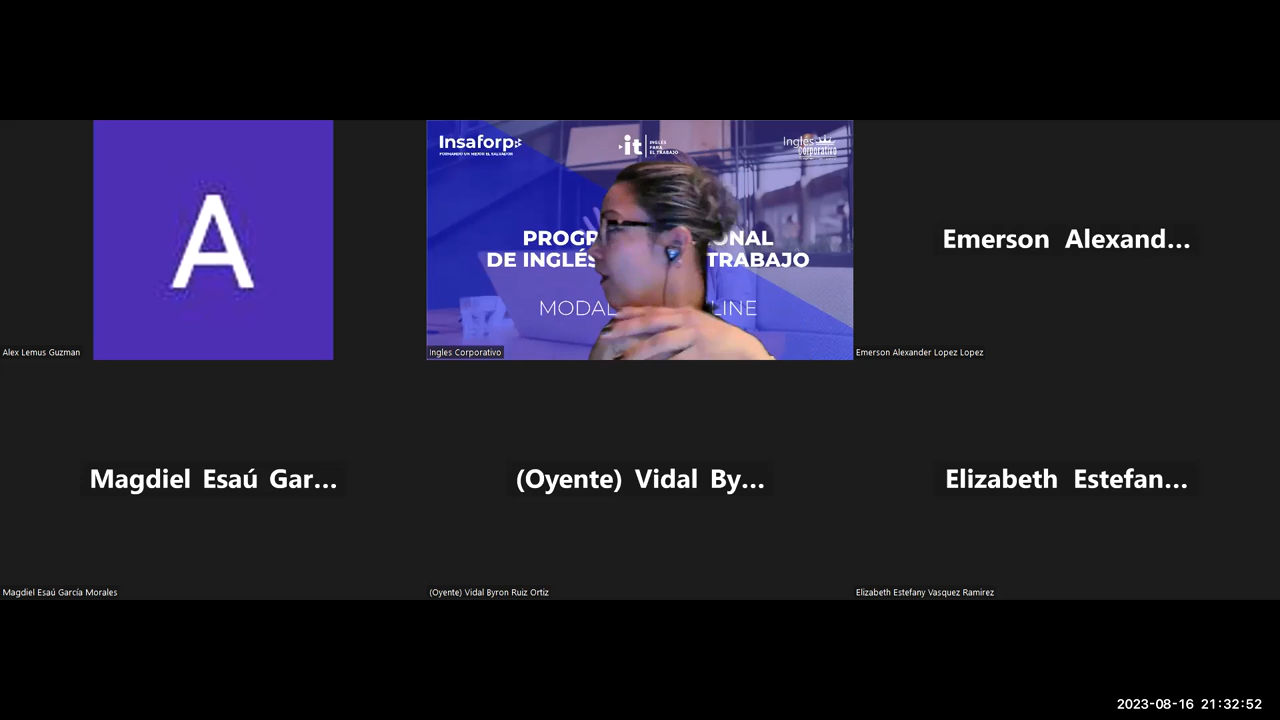 A
Alex Lemus Guzman
Insaforp
FORMANDO UN MEJOR EL SALVADOR
it
INGLÉS
PARA
EL TRABAJO
Inglés
Corporativo
PROGR ONAL
DE INGLÉS TRABAJO
MODAL LINE
Ingles Corporativo
Emerson Alexand...
Emerson Alexander Lopez Lopez
Magdiel Esaú Gar...
Magdiel Esaú García Morales
(Oyente) Vidal By...
(Oyente) Vidal Byron Ruiz Ortiz
Elizabeth Estefan...
Elizabeth Estefany Vasquez Ramirez
2023-08-16 21:32:52